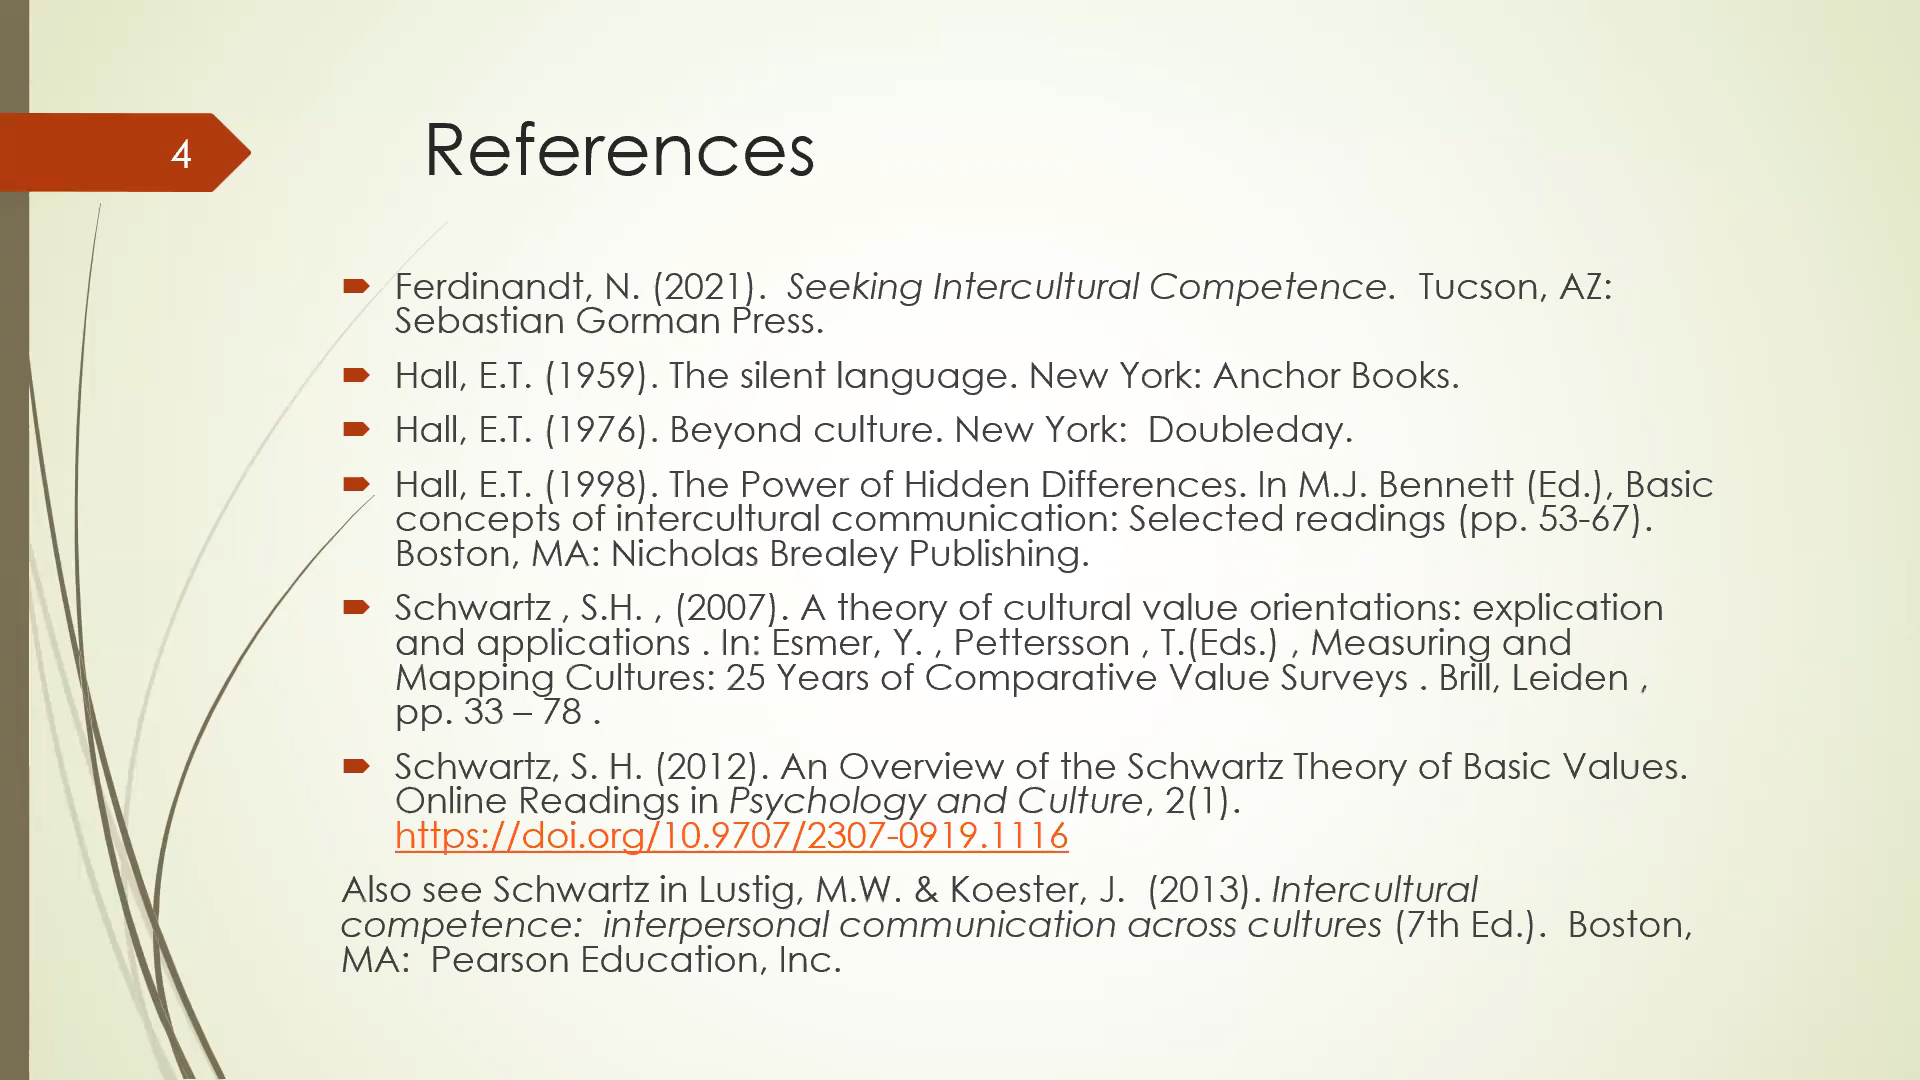 4
References
Ferdinandt, N. (2021).  Seeking Intercultural Competence.  Tucson, AZ:
Sebastian Gorman Press.
Hall, E.T. (1959). The silent language. New York: Anchor Books.
Hall, E.T. (1976). Beyond culture. New York:  Doubleday.
Hall, E.T. (1998). The Power of Hidden Differences. In M.J. Bennett (Ed.), Basic
concepts of intercultural communication: Selected readings (pp. 53-67).
Boston, MA: Nicholas Brealey Publishing.
Schwartz , S.H. , (2007). A theory of cultural value orientations: explication
and applications . In: Esmer, Y. , Pettersson , T.(Eds.) , Measuring and
Mapping Cultures: 25 Years of Comparative Value Surveys . Brill, Leiden ,
pp. 33 – 78 .
Schwartz, S. H. (2012). An Overview of the Schwartz Theory of Basic Values.
Online Readings in Psychology and Culture, 2(1).
https://doi.org/10.9707/2307-0919.1116
Also see Schwartz in Lustig, M.W. & Koester, J.  (2013). Intercultural
competence:  interpersonal communication across cultures (7th Ed.).  Boston,
MA:  Pearson Education, Inc.